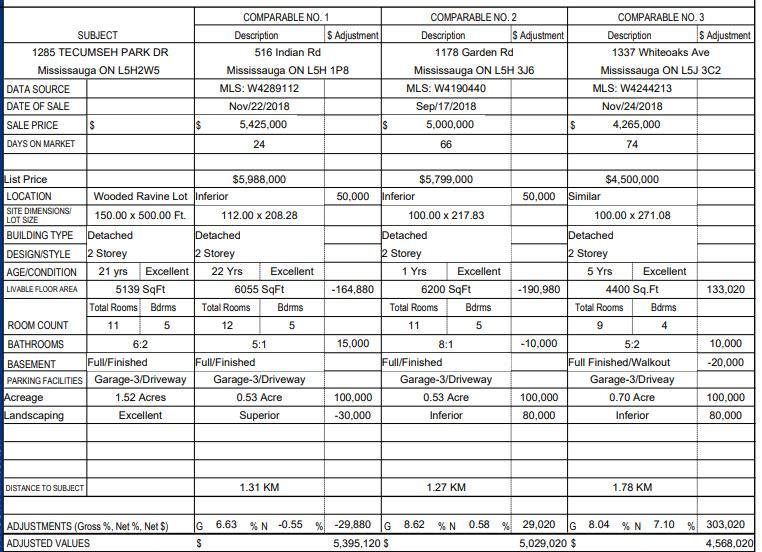 COMPARABLE NO. 1 COMPARABLE NO. 2 COMPARABLE NO. 3
SUBJECT Description $ Adjustment Description $ Adjustment Description $ Adjustment
1285 TECUMSEH PARK DR 516 Indian Rd 1178 Garden Rd 1337 Whiteoaks Ave
Mississauga ON L5H2W5 Mississauga ON L5H 1P8 Mississauga ON L5H 3J6 Mississauga ON L5J 3C2
DATA SOURCE MLS: W4289112 MLS: W4190440 MLS: W4244213
DATE OF SALE Nov/22/2018 Sep/17/2018 Nov/24/2018
SALE PRICE $ $ 5,425,000 $ 5,000,000 $ 4,265,000
DAYS ON MARKET 24 66 74
List Price $5,988,000 $5,799,000 $4,500,000
LOCATION Wooded Ravine Lot Inferior 50,000 Inferior 50,000 Similar
SITE DIMENSIONS/
LOT SIZE 150.00 x 500.00 Ft. 112.00 x 208.28 100.00 x 217.83 100.00 x 271.08
BUILDING TYPE Detached Detached Detached Detached
DESIGN/STYLE 2 Storey 2 Storey 2 Storey 2 Storey
AGE/CONDITION 21 yrs Excellent 22 Yrs Excellent 1 Yrs Excellent 5 Yrs Excellent
LIVABLE FLOOR AREA 5139 SqFt 6055 SqFt -164,880 6200 SqFt -190,980 4400 Sq.Ft 133,020
Total Rooms Bdrms Total Rooms Bdrms Total Rooms Bdrms Total Rooms Bdrms
ROOM COUNT 11 5 12 5 11 5 9 4
BATHROOMS 6:2 5:1 15,000 8:1 -10,000 5:2 10,000
BASEMENT Full/Finished Full/Finished Full/Finished Full Finished/Walkout -20,000
PARKING FACILITIES Garage-3/Driveway Garage-3/Driveway Garage-3/Driveway Garage-3/Driveay
Acreage 1.52 Acres 0.53 Acre 100,000 0.53 Acre 100,000 0.70 Acre 100,000
Landscaping Excellent Superior -30,000 Inferior 80,000 Inferior 80,000
DISTANCE TO SUBJECT 1.31 KM 1.27 KM 1.78 KM
ADJUSTMENTS (Gross %, Net %, Net $) G 6.63 % N -0.55 % -29,880 G 8.62 % N 0.58 % 29,020 G 8.04 % N 7.10 % 303,020
ADJUSTED VALUES $ 5,395,120 $ 5,029,020 $ 4,568,020